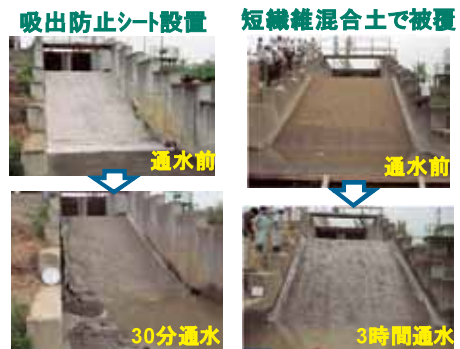 吸出防止シート設置
短繊維混合土で被覆
通水前
通水前
30分通水
3時間通水